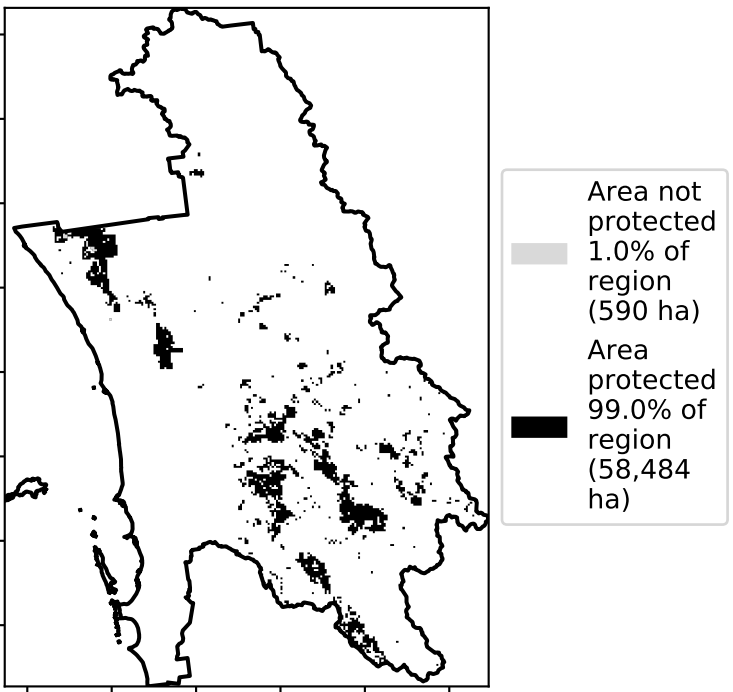 Area not
protected
1.0% of
region
(590 ha)
Area
protected
99.0% of
region
(58,484
ha)